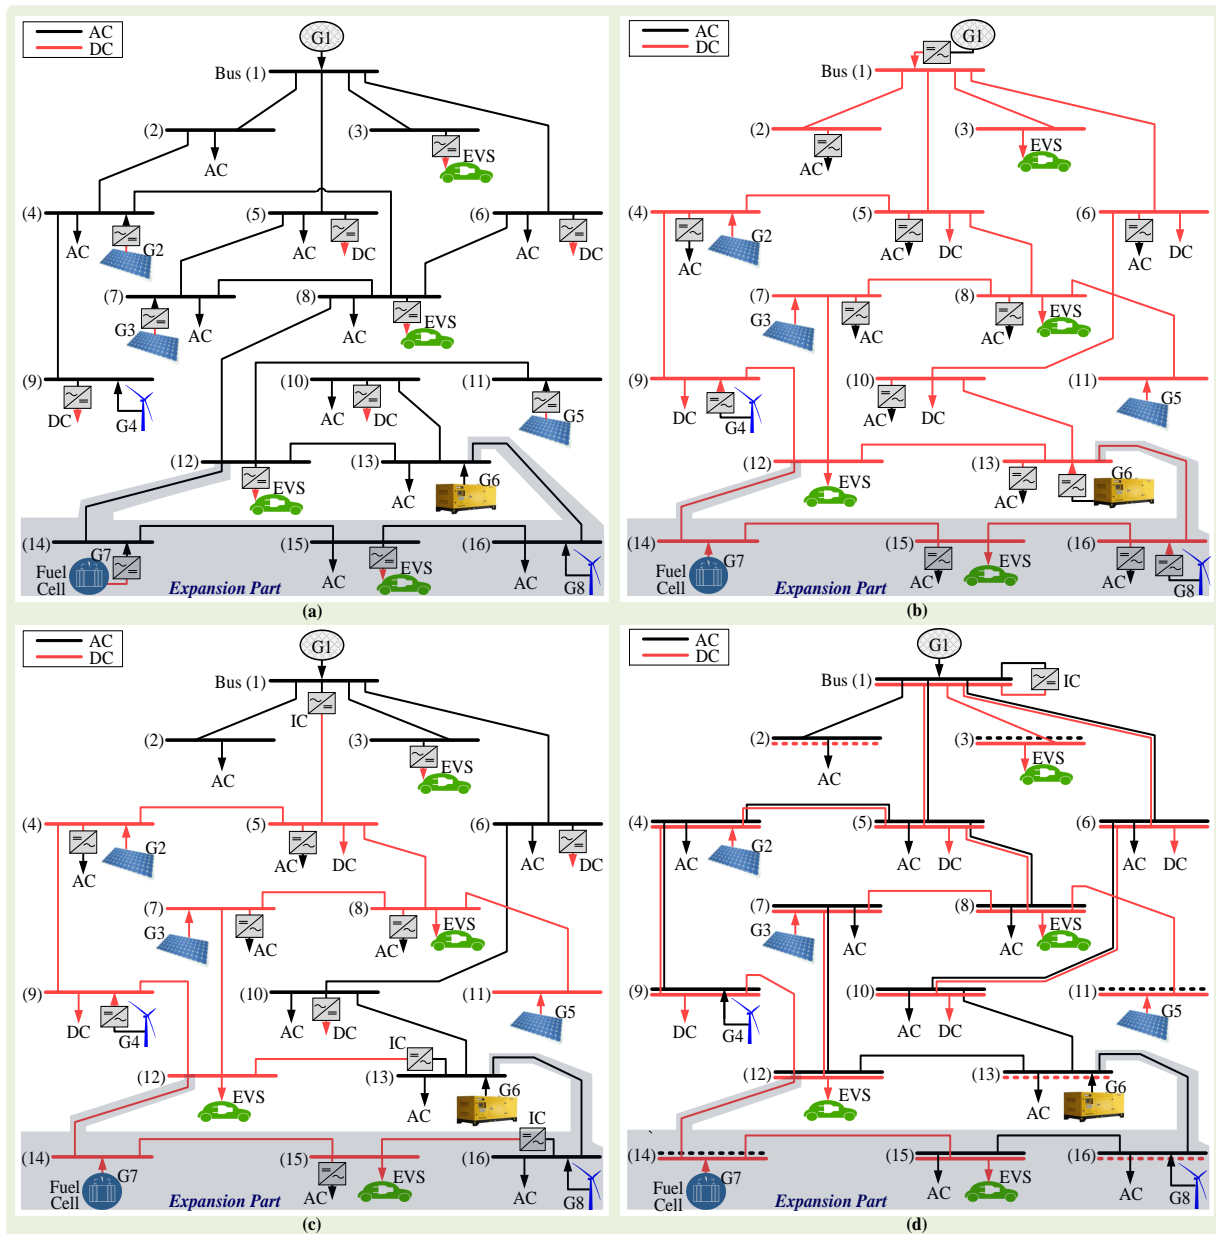 AC
DC
G1
Bus (1)
(2)
(3)
AC
EVS
(4)
(5)
(6)
AC
G2
AC
DC
AC
DC
(7)
(8)
G3
AC
AC
EVS
(9)
(10)
(11)
DC
G4
AC
DC
G5
(12)
(13)
EVS
AC
G6
(14)
(15)
(16)
G7
Fuel
Cell
AC
EVS
AC
G8
Expansion Part
(a)
AC
DC
G1
Bus (1)
(2)
(3)
AC
EVS
(4)
(5)
(6)
AC
G2
AC
DC
AC
DC
(7)
(8)
G3
AC
AC
EVS
(9)
(10)
(11)
DC
G4
AC
DC
G5
(12)
(13)
EVS
AC
G6
(14)
(15)
(16)
Fuel
Cell
G7
AC
EVS
AC
G8
Expansion Part
(b)
AC
DC
G1
Bus (1)
IC
(2)
(3)
AC
EVS
(4)
(5)
(6)
AC
G2
AC
DC
AC
DC
(7)
(8)
G3
AC
AC
EVS
(9)
(10)
(11)
DC
G4
AC
DC
G5
IC
(12)
(13)
EVS
AC
G6
IC
(14)
(15)
(16)
Fuel
Cell
G7
AC
EVS
AC
G8
Expansion Part
(c)
AC
DC
G1
Bus (1)
IC
(2)
(3)
AC
EVS
(4)
(5)
(6)
AC
G2
AC
DC
AC
DC
(7)
(8)
G3
AC
AC
EVS
(9)
(10)
(11)
DC
G4
AC
DC
G5
(12)
(13)
EVS
AC
G6
(14)
(15)
(16)
Fuel
Cell
G7
AC
EVS
AC
G8
Expansion Part
(d)